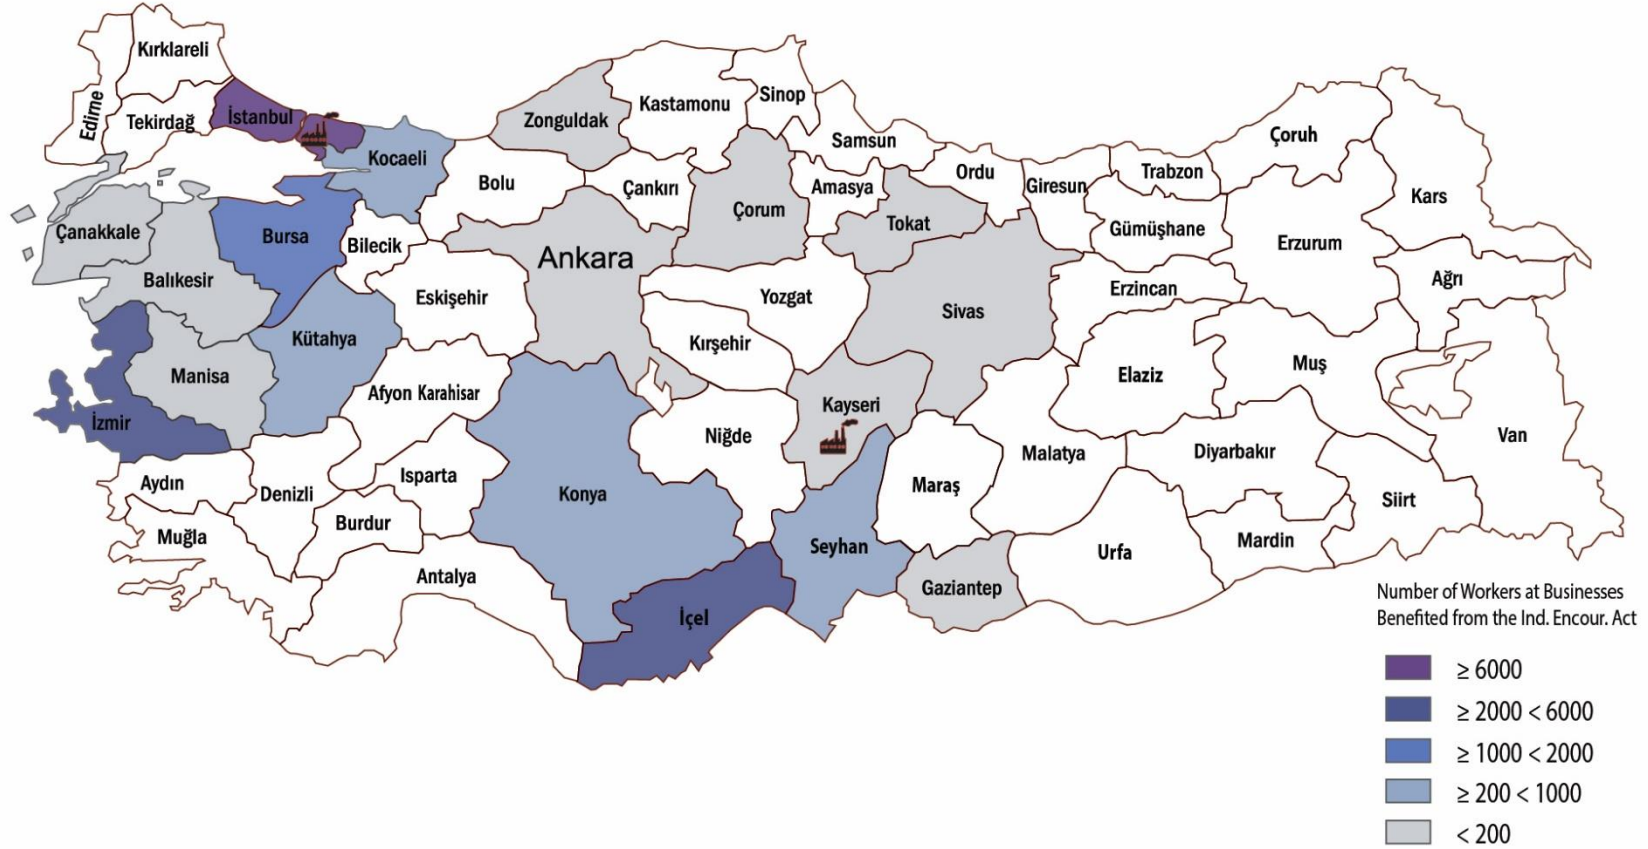 Kırklareli
Edirne
Tekirdağ
İstanbul
Kocaeli
Zonguldak
Kastamonu
Sinop
Samsun
Çoruh
Bolu
Çankırı
Amasya
Ordu
Giresun
Trabzon
Kars
Çanakkale
Bursa
Bilecik
Çorum
Tokat
Gümüşhane
Erzurum
Ankara
Balıkesir
Eskişehir
Yozgat
Sivas
Erzincan
Ağrı
Kütahya
Kırşehir
Manisa
Afyon Karahisar
Elaziz
Muş
İzmir
Kayseri
Niğde
Van
Malatya
Diyarbakır
Aydın
Denizli
Isparta
Konya
Maraş
Siirt
Muğla
Burdur
Seyhan
Urfa
Mardin
Antalya
Gaziantep
İçel
Number of Workers at Businesses
Benefited from the Ind. Encour. Act
≥ 6000
≥ 2000 < 6000
≥ 1000 < 2000
≥ 200 < 1000
< 200